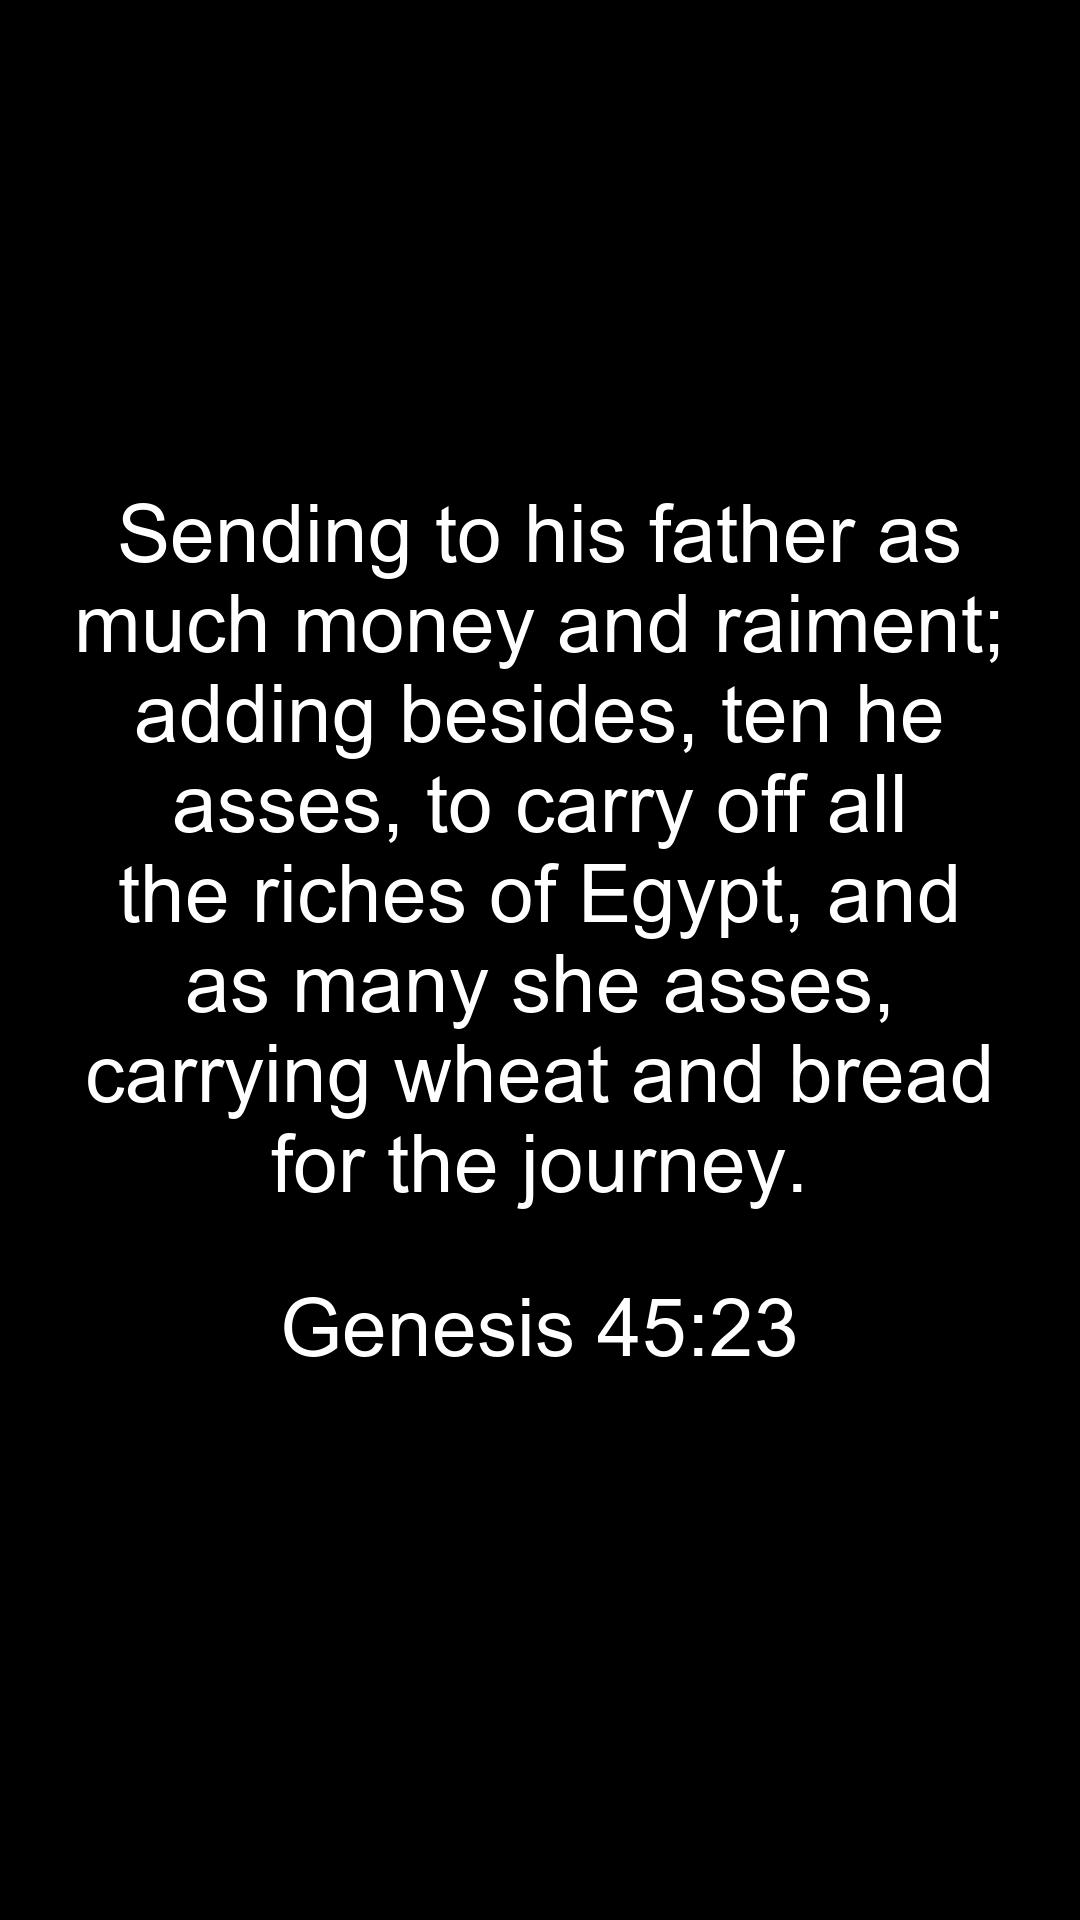 Sending to his father as
much money and raiment;
adding besides, ten he
asses, to carry off all
the riches of Egypt, and
as many she asses,
carrying wheat and bread
for the journey.
Genesis 45:23